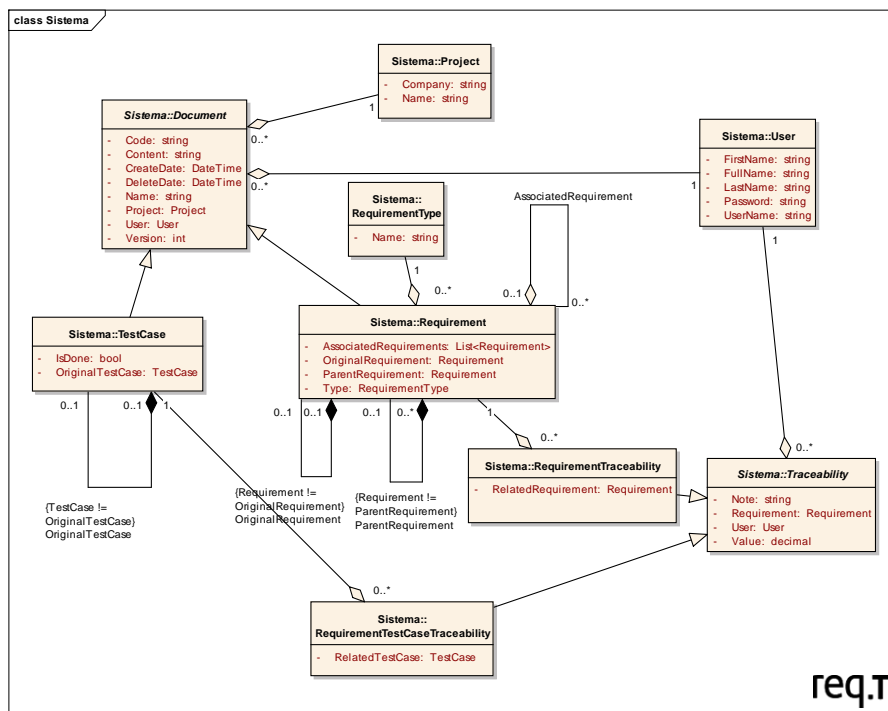 class Sistema
Sistema::Project
- Company: string
- Name: string
1
0..*
Sistema::Document
- Code: string
- Content: string
- CreateDate: DateTime
- DeleteDate: DateTime
- Name: string
- Project: Project
- User: User
- Version: int
0..*
1
Sistema::User
- FirstName: string
- FullName: string
- LastName: string
- Password: string
- UserName: string
1
Sistema::
RequirementType
- Name: string
1
0..*
AssociatedRequirement
0..1
0..*
Sistema::TestCase
- IsDone: bool
- OriginalTestCase: TestCase
0..1
0..1
1
{TestCase !=
OriginalTestCase}
OriginalTestCase
Sistema::Requirement
- AssociatedRequirements: List<Requirement>
- OriginalRequirement: Requirement
- ParentRequirement: Requirement
- Type: RequirementType
0..1
0..1
0..1
0..*
1
{Requirement !=
OriginalRequirement}
OriginalRequirement
{Requirement !=
ParentRequirement}
ParentRequirement
0..*
Sistema::RequirementTraceability
- RelatedRequirement: Requirement
0..*
Sistema::Traceability
- Note: string
- Requirement: Requirement
- User: User
- Value: decimal
0..*
Sistema::
RequirementTestCaseTraceability
- RelatedTestCase: TestCase